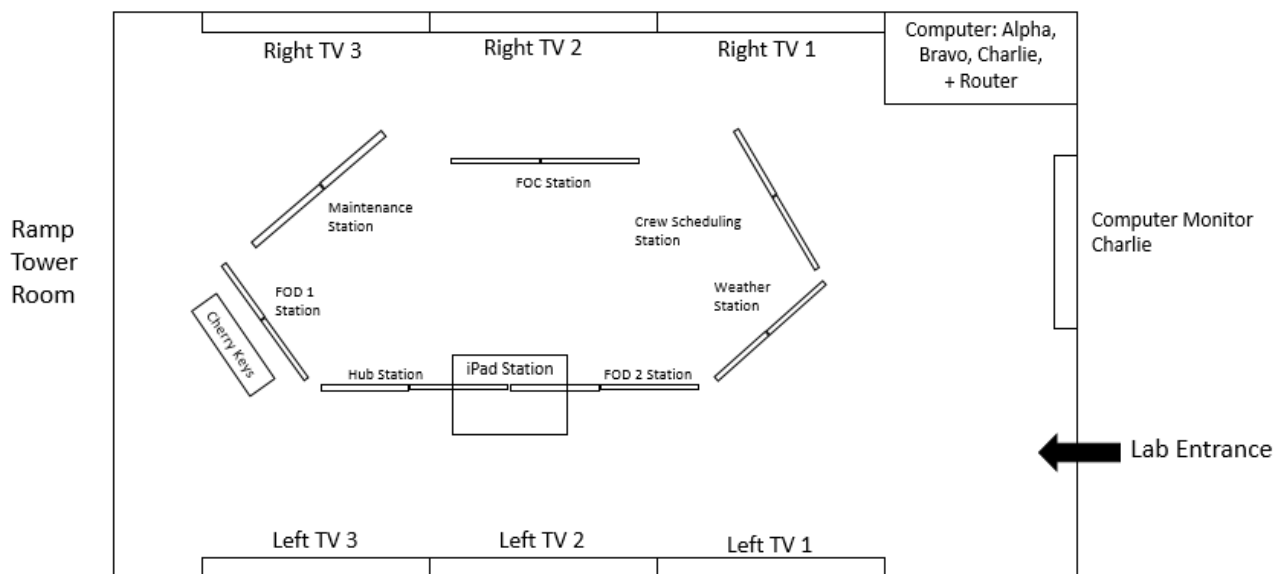 Right TV 3
Right TV 2
Right TV 1
Computer: Alpha,
Bravo, Charlie,
+ Router
FOC Station
Maintenance
Station
Crew Scheduling
Station
Ramp
Tower
Room
Computer Monitor
Charlie
FOD 1
Station
Weather
Station
Cherry Keys
Hub Station
iPad Station
FOD 2 Station
Lab Entrance
Left TV 3
Left TV 2
Left TV 1